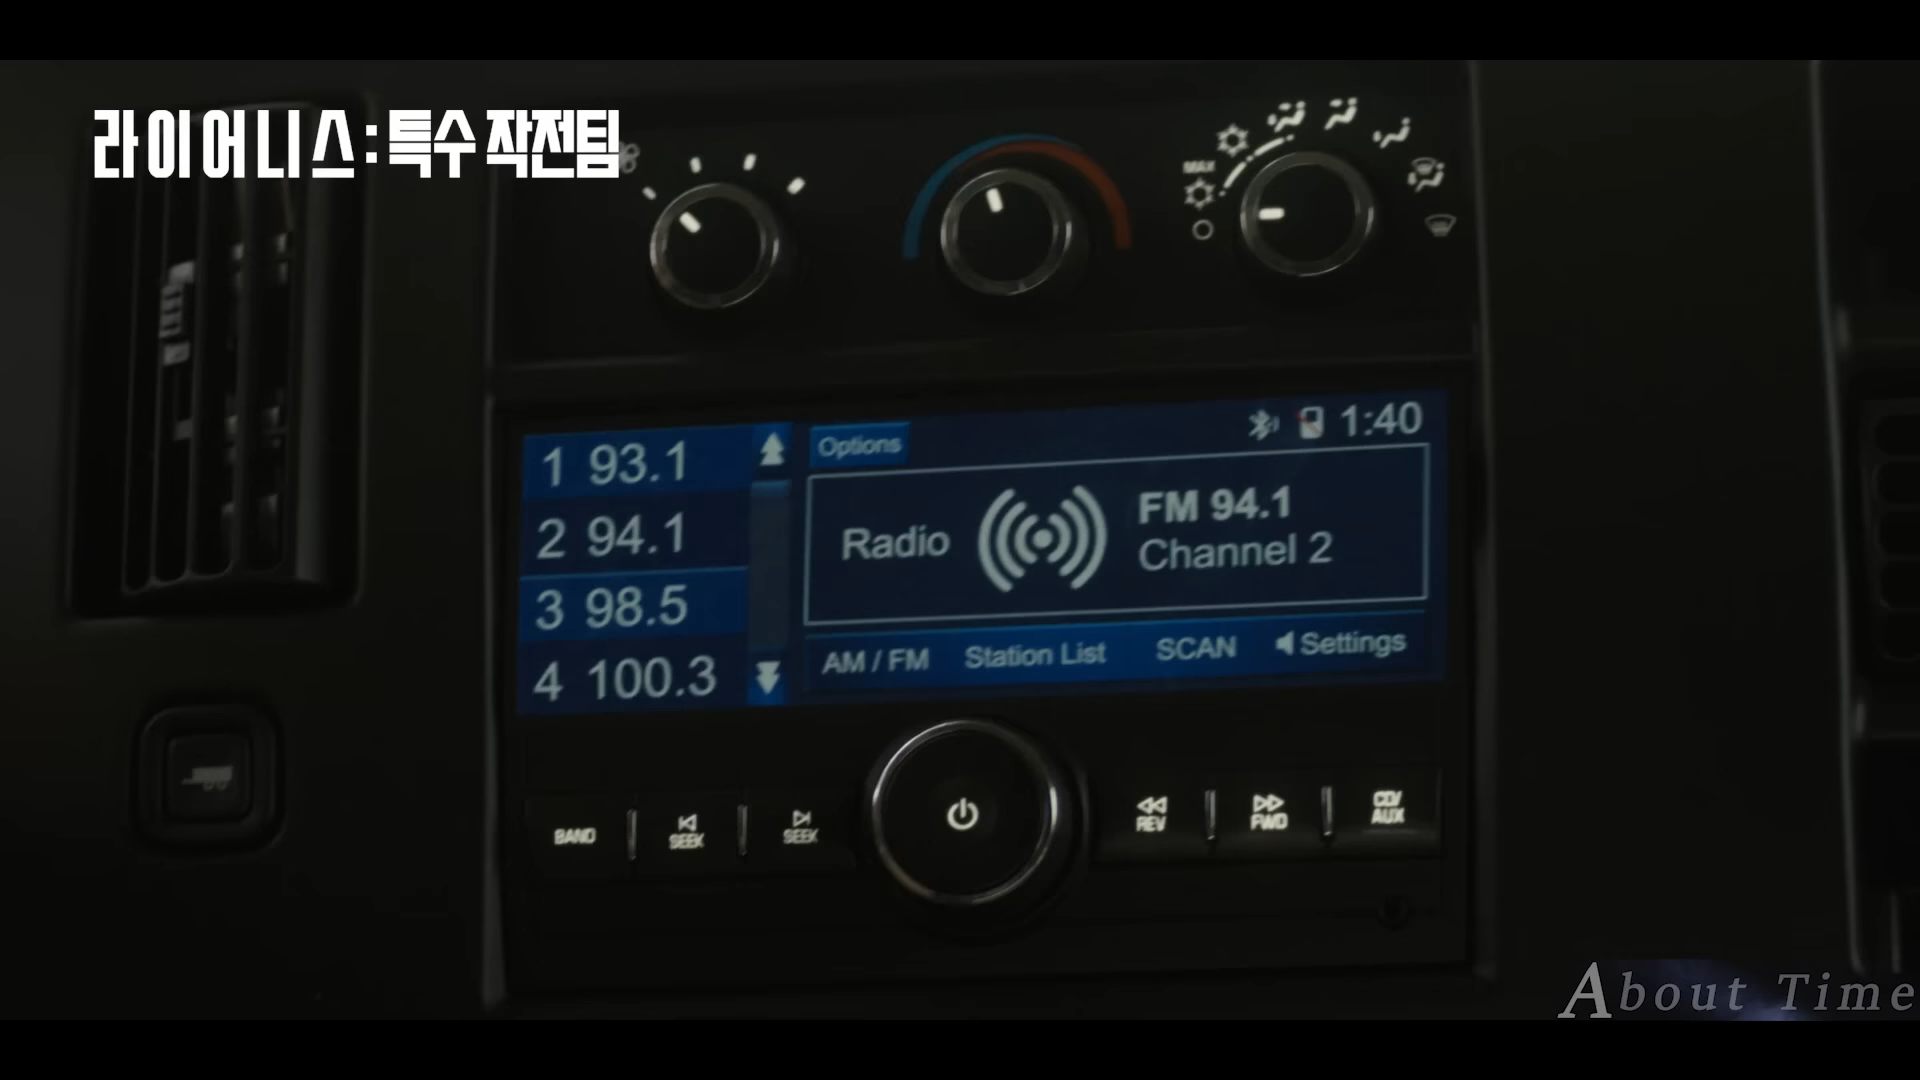 라이어니스:특수 작전팀
MAX
1 93.1
2 94.1
3 98.5
4 100.3
Options
1:40
Radio
FM 94.1
Channel 2
AM / FM
Station List
SCAN
Settings
BAND
SEEK
SEEK
REV
FWD
CD/
AUX
About Time